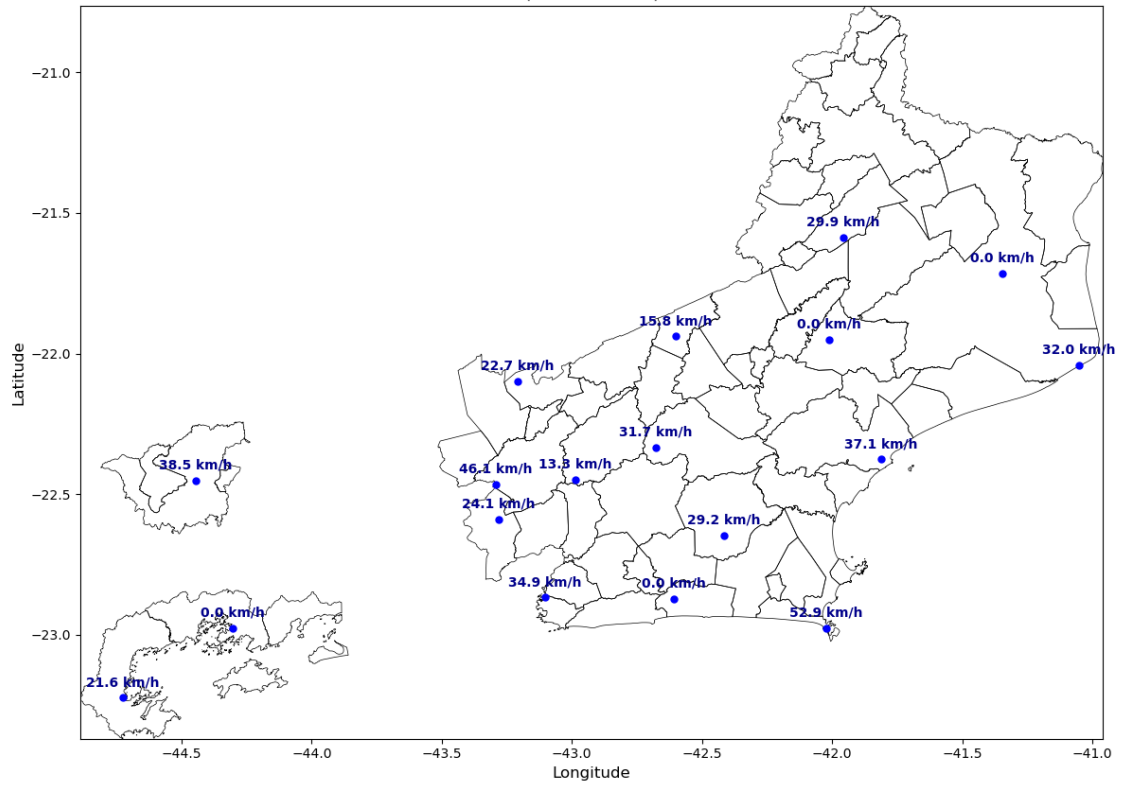 −21.0
−21.5
−22.0
−22.5
−23.0
Latitude
29.9 km/h
0.0 km/h
15.8 km/h
0.0 km/h
32.0 km/h
22.7 km/h
31.7 km/h
37.1 km/h
38.5 km/h
46.1 km/h
13.3 km/h
24.1 km/h
29.2 km/h
34.9 km/h
0.0 km/h
0.0 km/h
52.9 km/h
21.6 km/h
−44.5
−44.0
−43.5
−43.0
−42.5
−42.0
−41.5
−41.0
Longitude